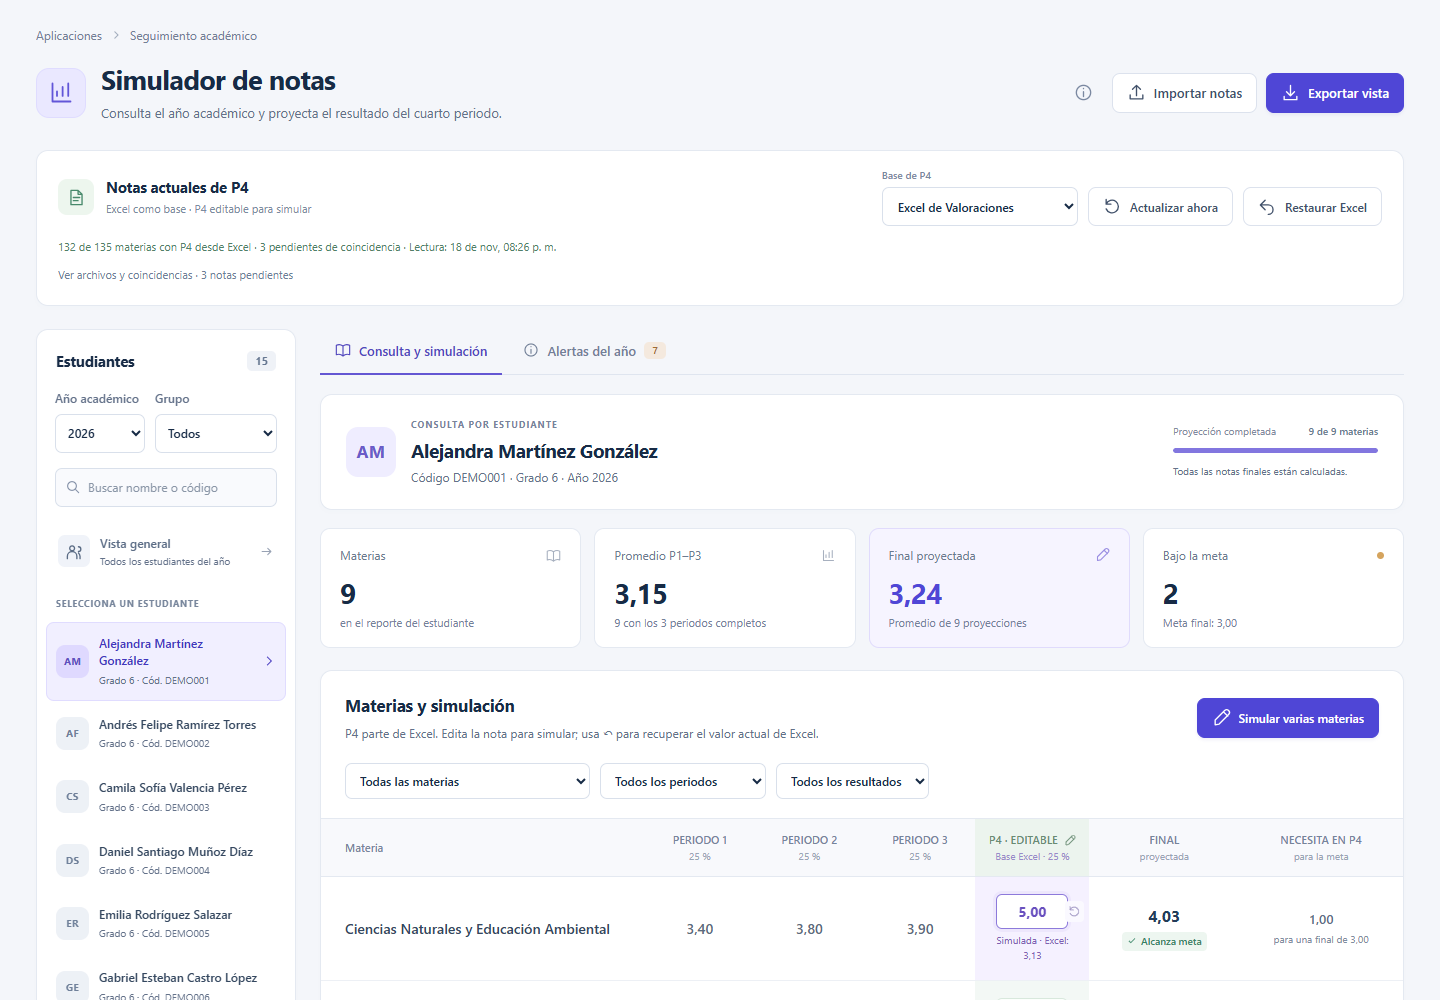 Aplicaciones > Seguimiento académico
Simulador de notas
Consulta el año académico y proyecta el resultado del cuarto periodo.
Importar notas
Exportar vista
Notas actuales de P4
Excel como base · P4 editable para simular
Base de P4
Excel de Valoraciones
Actualizar ahora
Restaurar Excel
132 de 135 materias con P4 desde Excel · 3 pendientes de coincidencia · Lectura: 18 de nov, 08:26 p. m.
Ver archivos y coincidencias · 3 notas pendientes
Estudiantes 15
Año académico Grupo
2026 Todos
Buscar nombre o código
Vista general
Todos los estudiantes del año
SELECCIONA UN ESTUDIANTE
AM
Alejandra Martínez
González
Grado 6 · Cód. DEMO001
AF
Andrés Felipe Ramírez Torres
Grado 6 · Cód. DEMO002
CS
Camila Sofía Valencia Pérez
Grado 6 · Cód. DEMO003
DS
Daniel Santiago Muñoz Díaz
Grado 6 · Cód. DEMO004
ER
Emilia Rodríguez Salazar
Grado 6 · Cód. DEMO005
GE
Gabriel Esteban Castro López
Grado 6 · Cód. DEMO006
Consulta y simulación
Alertas del año 7
AM
CONSULTA POR ESTUDIANTE
Alejandra Martínez González
Código DEMO001 · Grado 6 · Año 2026
Proyección completada 9 de 9 materias
Todas las notas finales están calculadas.
Materias
9
en el reporte del estudiante
Promedio P1–P3
3,15
9 con los 3 periodos completos
Final proyectada
3,24
Promedio de 9 proyecciones
Bajo la meta
2
Meta final: 3,00
Materias y simulación
P4 parte de Excel. Edita la nota para simular; usa ↶ para recuperar el valor actual de Excel.
Simular varias materias
Todas las materias
Todos los periodos
Todos los resultados
Materia
PERIODO 1
25 %
PERIODO 2
25 %
PERIODO 3
25 %
P4 · EDITABLE
Base Excel · 25 %
FINAL
proyectada
NECESITA EN P4
para la meta
Ciencias Naturales y Educación Ambiental
3,40
3,80
3,90
5,00
Simulada · Excel:
3,13
4,03
✓ Alcanza meta
1,00
para una final de 3,00